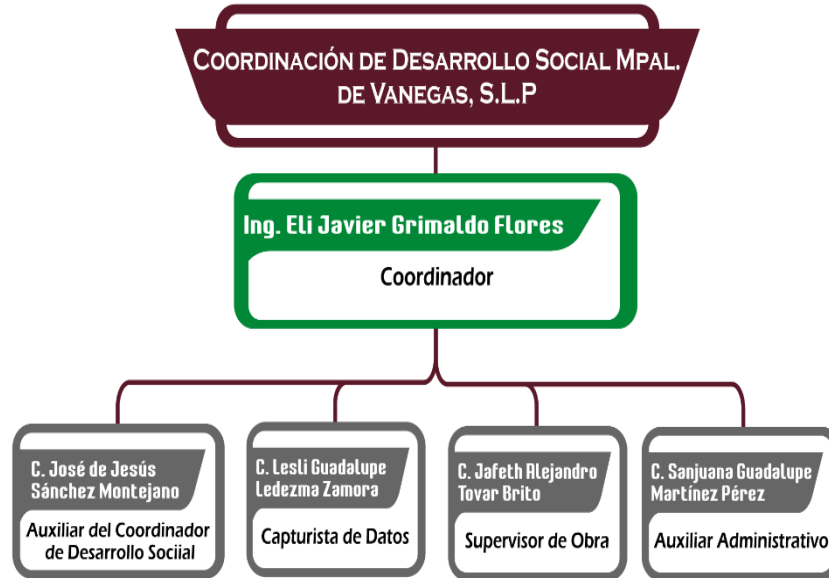 COORDINACIÓN DE DESARROLLO SOCIAL MPAL.
DE VANEGAS, S.L.P
Ing. Eli Javier Grimaldo Flores
Coordinador
C. José de Jesús
Sánchez Montejano
Auxiliar del Coordinador
de Desarrollo Sociial
C. Lesli Guadalupe
Ledezma Zamora
Capturista de Datos
C. Jafeth Alejandro
Tovar Brito
Supervisor de Obra
C. Sanjuana Guadalupe
Martínez Pérez
Auxiliar Administrativo